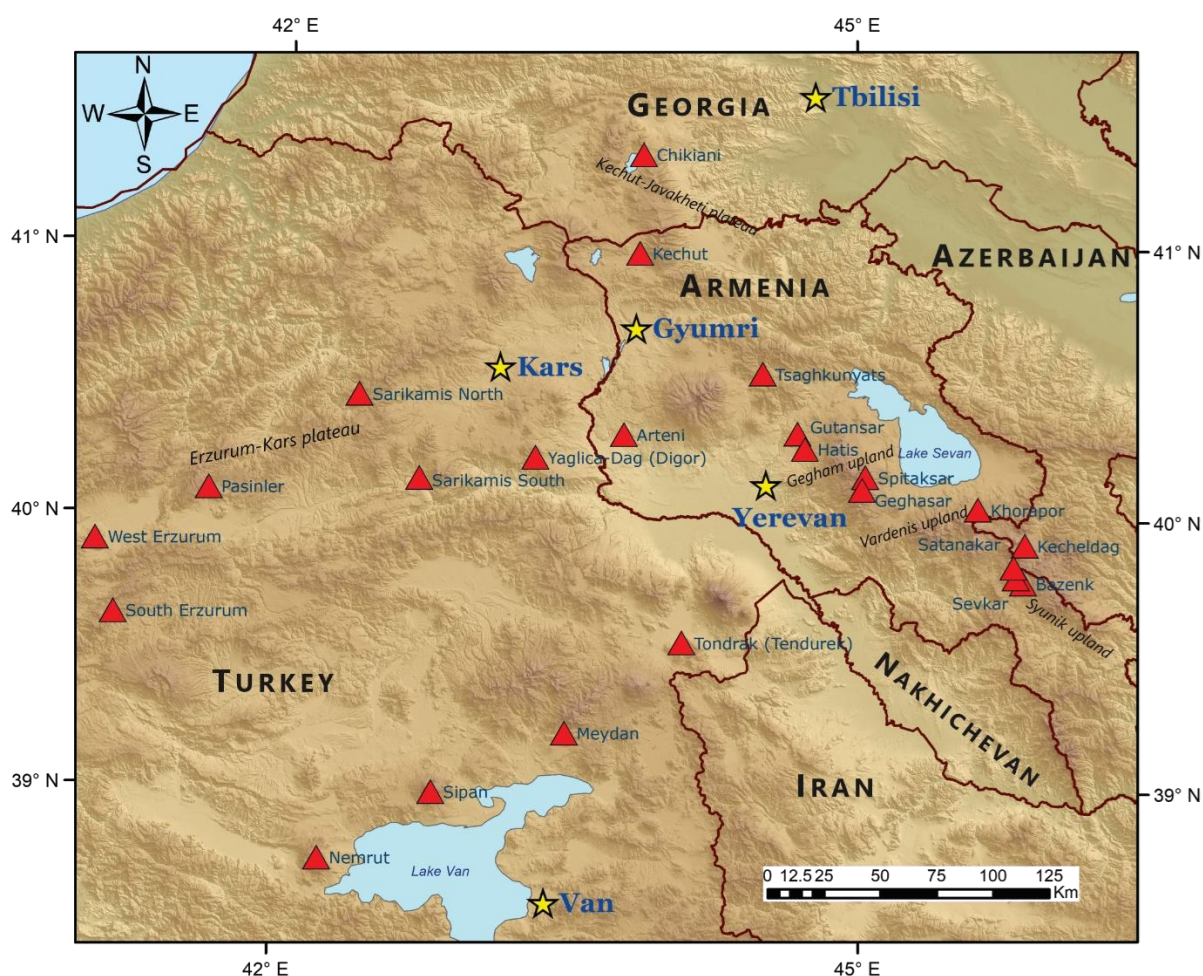 42° E
45° E
N
W
E
S
GEORGIA
Tbilisi
Chikiani
Kechut-Javakheti plateau
41° N
41° N
AZERBAIJAN
Kechut
ARMENIA
Gyumri
Kars
Tsaghkunyats
Sarikamis North
Erzurum-Kars plateau
Arteni
Gutansar
Hatis
Lake Sevan
Gegham upland
Yaglica-Dag (Digor)
Sarikamis South
Spitaksar
Geghasar
Pasinler
Yerevan
Vardenis upland
Khorapor
40° N
40° N
West Erzurum
Satanakar
Kecheldag
Bazenk
Sevkar
Syunik upland
South Erzurum
Tondrak (Tendurek)
TURKEY
NAKHICHEVAN
Meydan
IRAN
39° N
39° N
Sipan
Nemrut
Lake Van
Van
0 12.5 25 50 75 100 125
Km
42° E
45° E